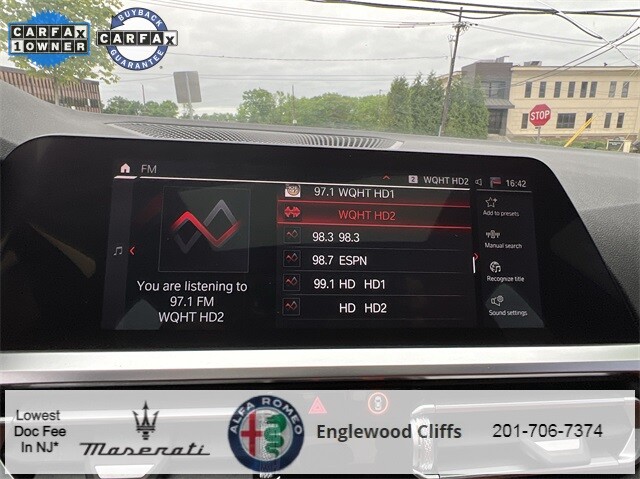 CARFAX
1 OWNER
BUYBACK
CARFAX
GUARANTEE
STOP
FM
2 WQHT HD2 16:42
97.1 WQHT HD1
WQHT HD2
98.3 98.3
98.7 ESPN
99.1 HD HD1
HD HD2
You are listening to
97.1 FM
WQHT HD2
Add to presets
Manual search
Recognize title
Sound settings
Lowest
Doc Fee
In NJ*
Maserati
ALFA ROMEO
Englewood Cliffs
201-706-7374